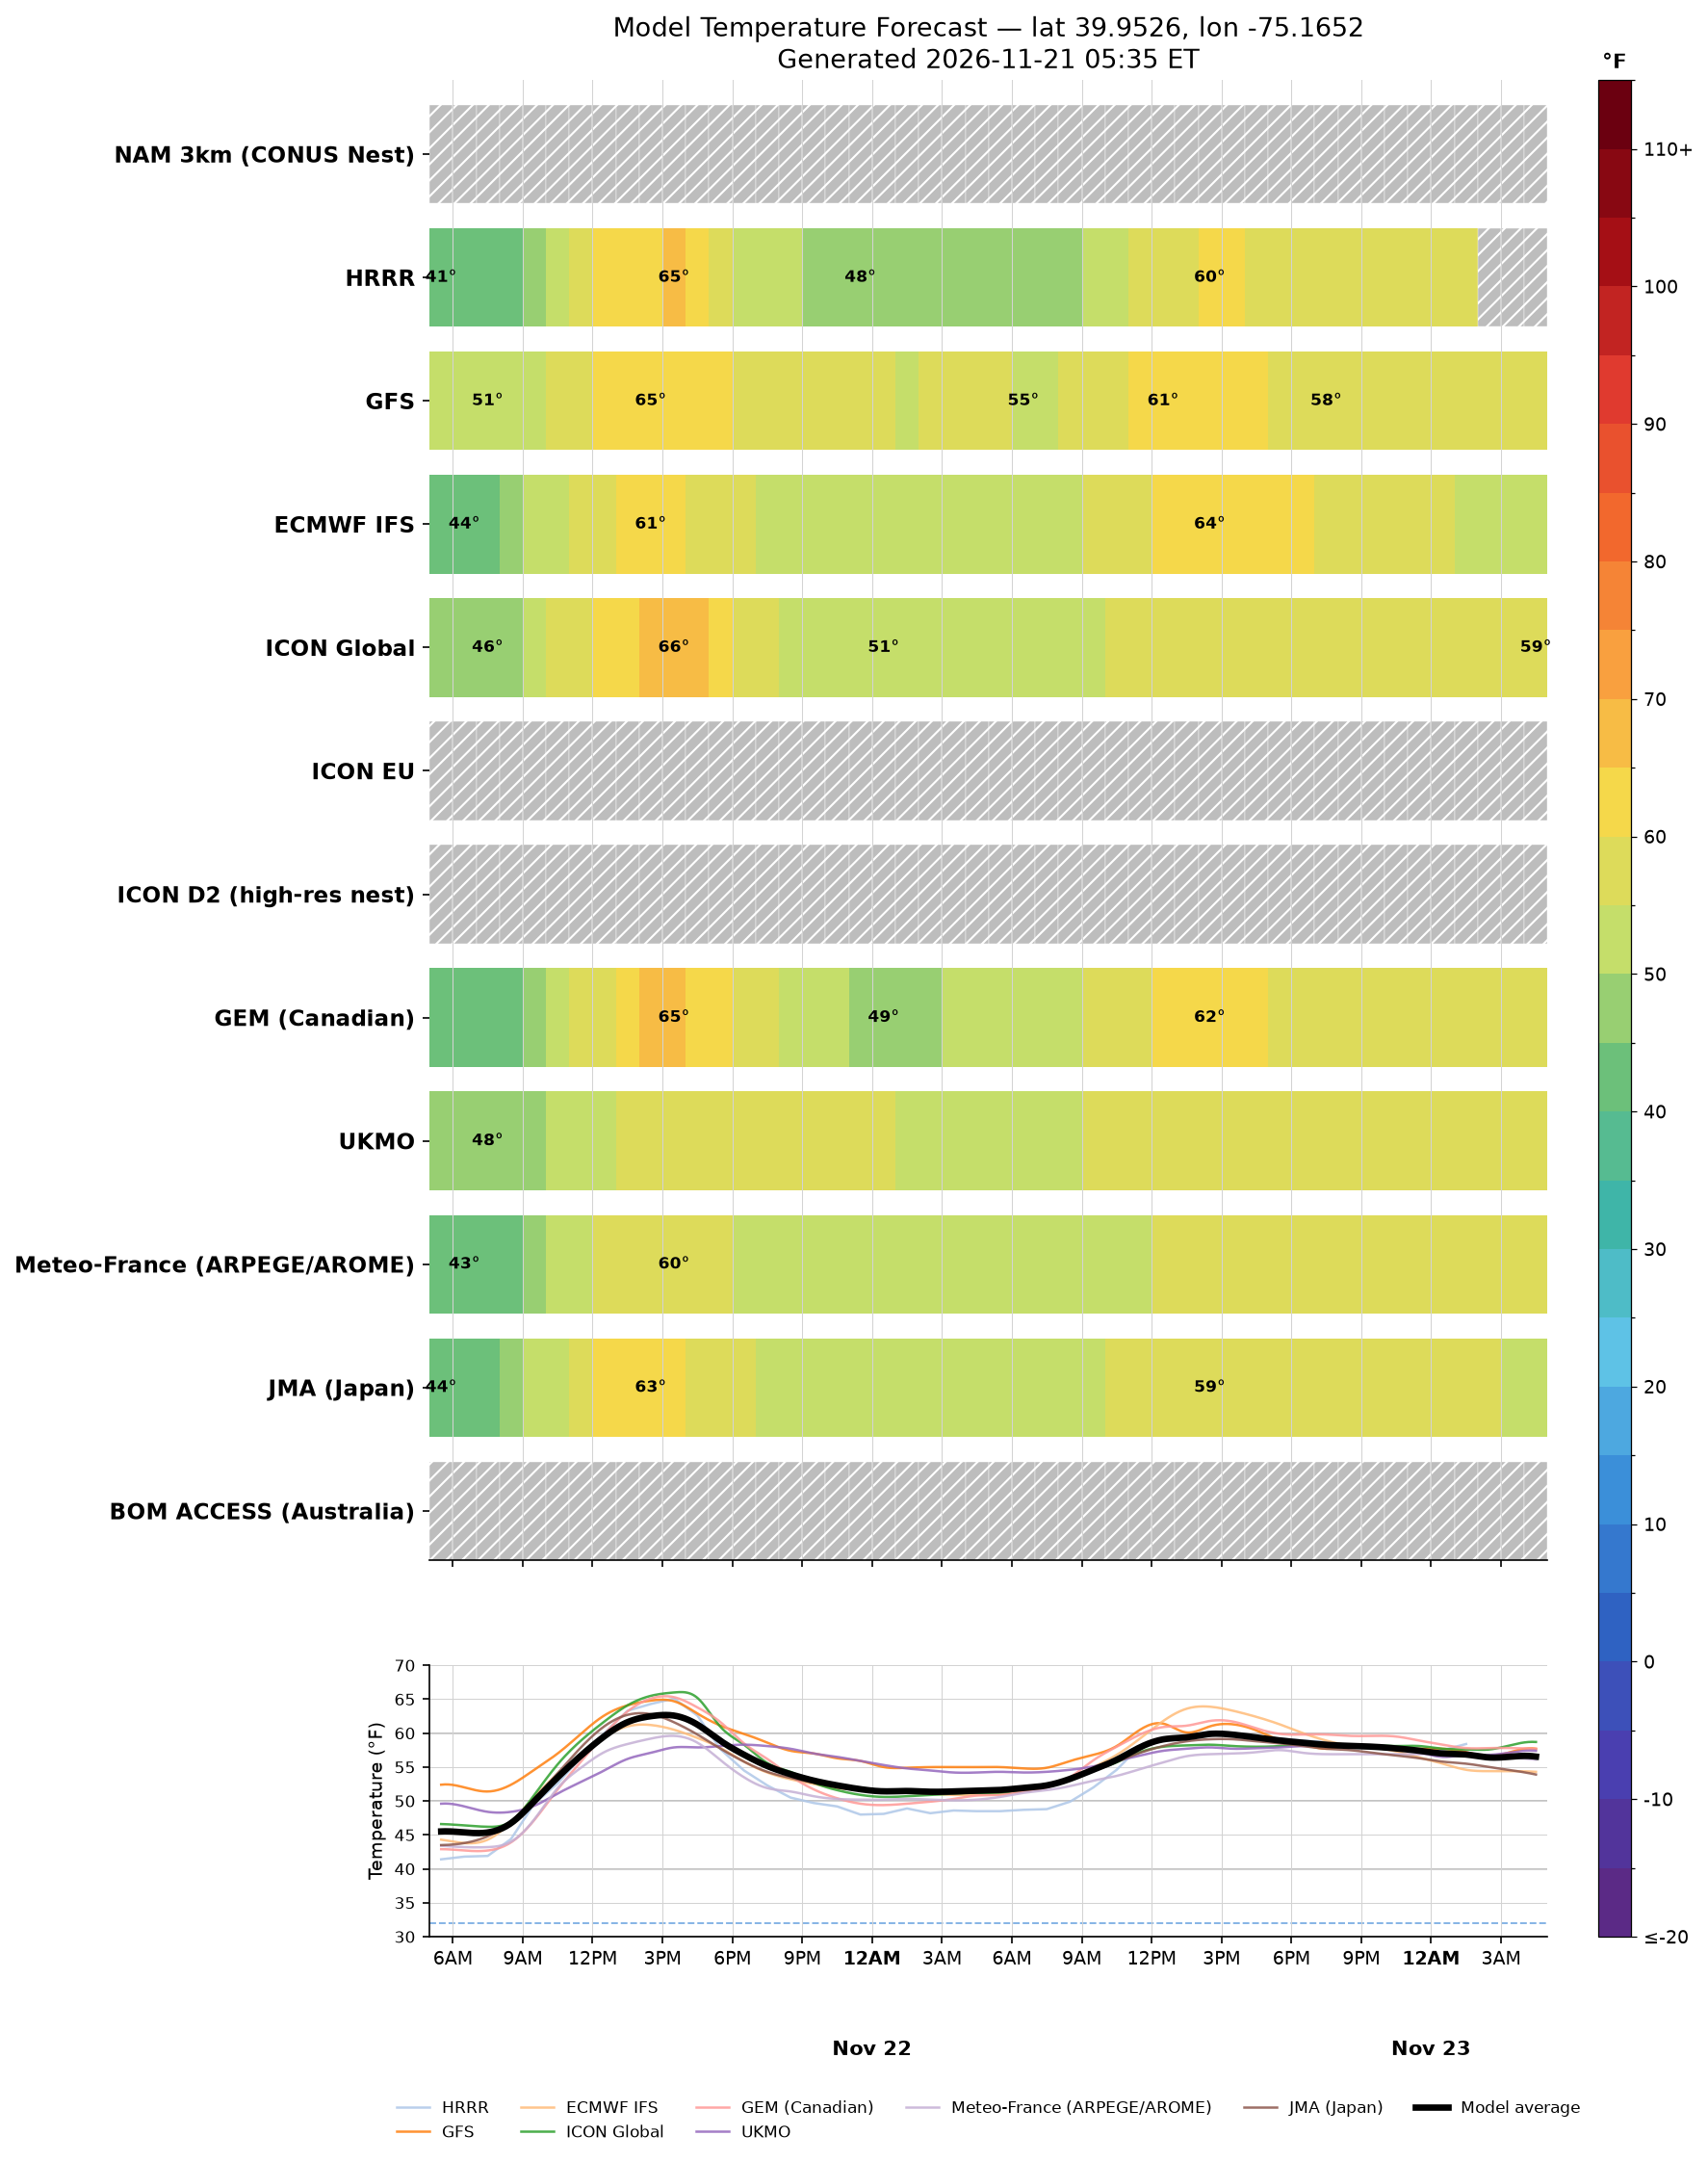 Model Temperature Forecast — lat 39.9526, lon -75.1652
Generated 2026-11-21 05:35 ET
°F
NAM 3km (CONUS Nest)
HRRR
41° 65° 48° 60°
GFS
51° 65° 55° 61° 58°
ECMWF IFS
44° 61° 64°
ICON Global
46° 66° 51° 59°
ICON EU
ICON D2 (high-res nest)
GEM (Canadian)
65° 49° 62°
UKMO
48°
Meteo-France (ARPEGE/AROME)
43° 60°
JMA (Japan)
44° 63° 59°
BOM ACCESS (Australia)
110+
100
90
80
70
60
50
40
30
20
10
0
-10
≤-20
Temperature (°F)
70
65
60
55
50
45
40
35
30
6AM 9AM 12PM 3PM 6PM 9PM 12AM 3AM 6AM 9AM 12PM 3PM 6PM 9PM 12AM 3AM
Nov 22 Nov 23
HRRR ECMWF IFS GEM (Canadian) Meteo-France (ARPEGE/AROME) JMA (Japan) Model average
GFS ICON Global UKMO